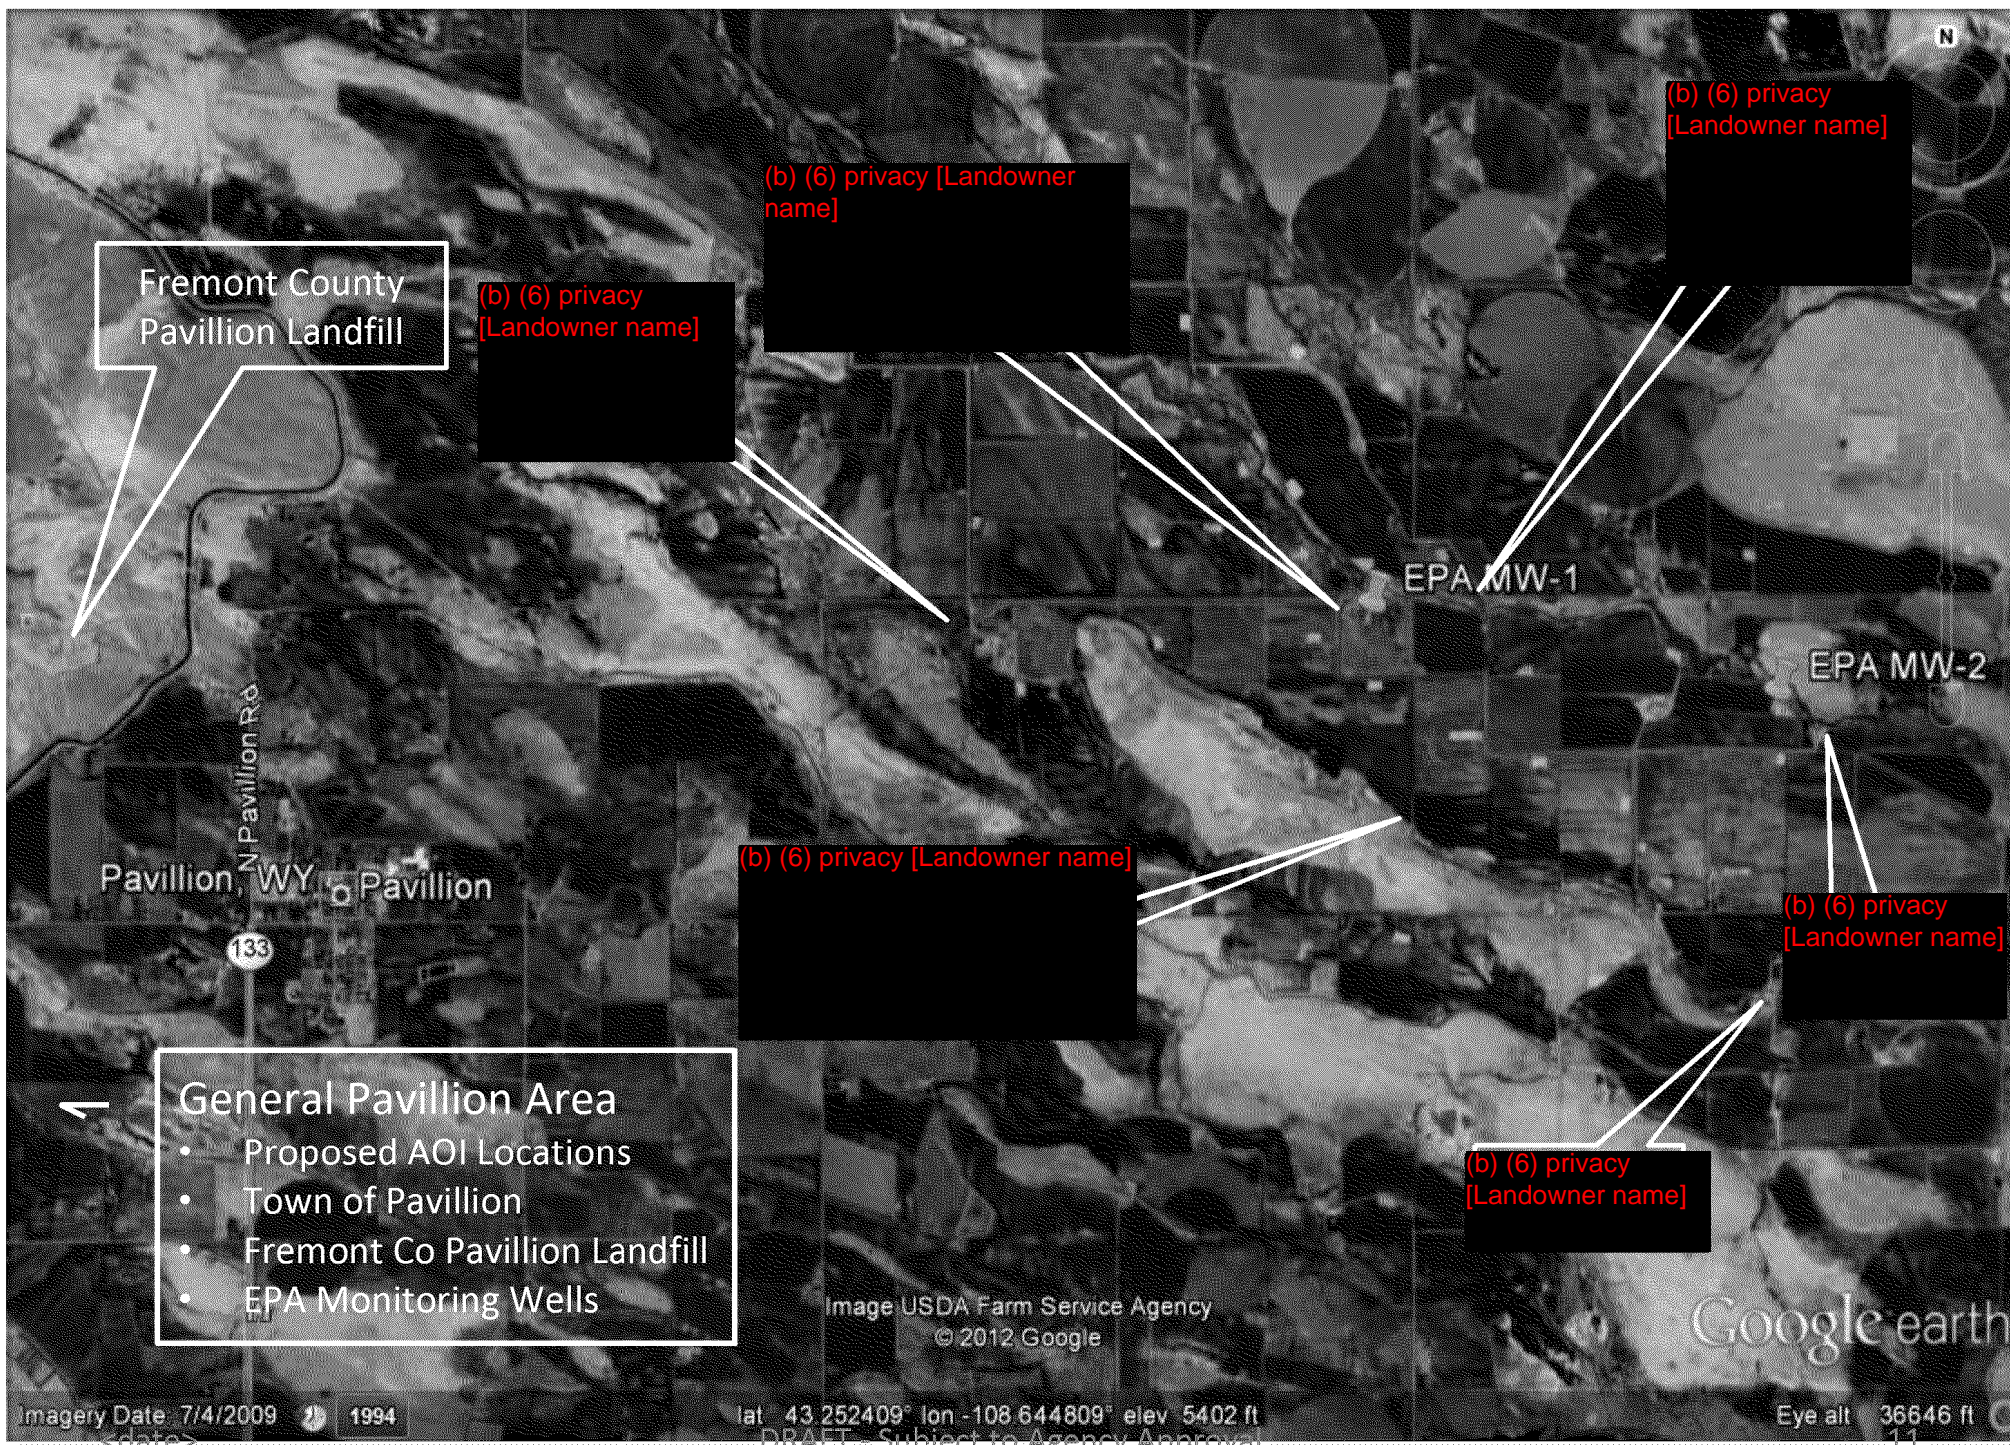 N
(b) (6) privacy
[Landowner name]
(b) (6) privacy [Landowner
name]
Fremont County
Pavillion Landfill
(b) (6) privacy
[Landowner name]
EPA MW-1
EPA MW-2
N Pavillion Rd
(b) (6) privacy [Landowner name]
Pavillion, WY
Pavillion
(b) (6) privacy
[Landowner name]
133
General Pavillion Area
• Proposed AOI Locations
• Town of Pavillion
• Fremont Co Pavillion Landfill
• EPA Monitoring Wells
(b) (6) privacy
[Landowner name]
Image USDA Farm Service Agency
© 2012 Google
Google earth
Imagery Date: 7/4/2009 1994 lat 43.252409° lon -108.644809° elev 5402 ft Eye alt 36646 ft
<date> DRAFT - Subject to Agency Approval 11